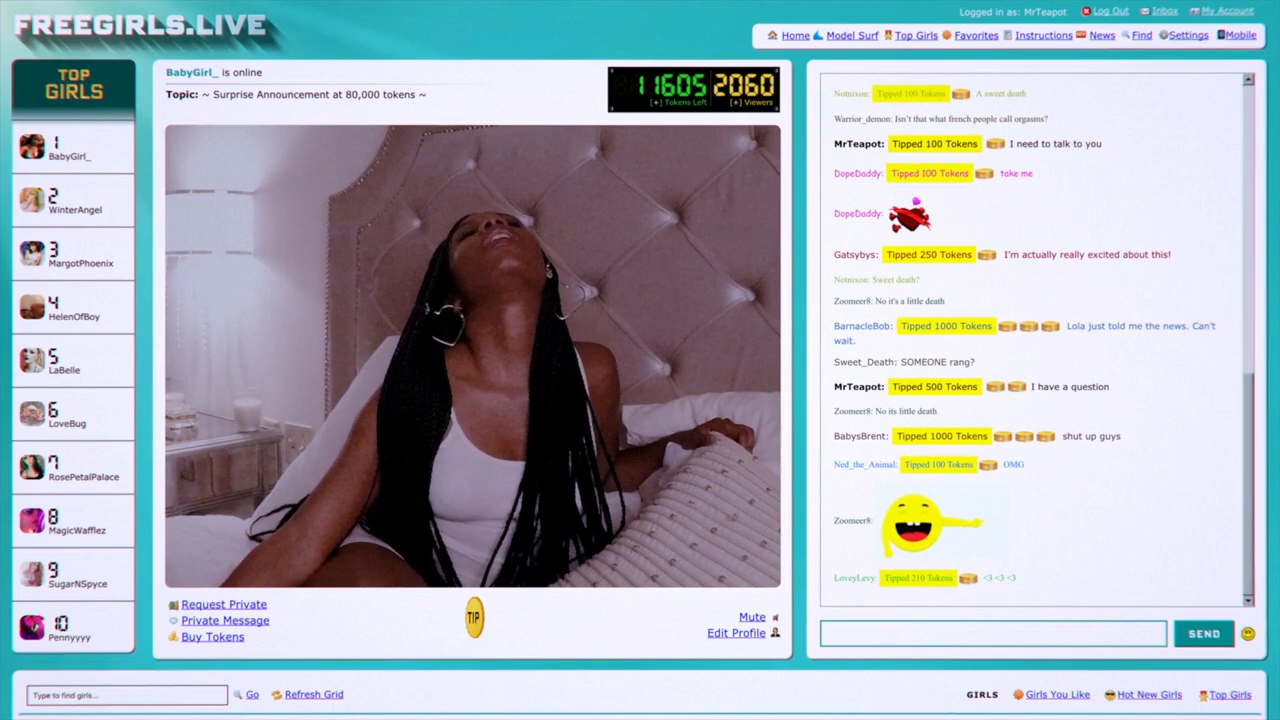 FREEGIRLS.LIVE
Logged in as: MrTeapot Log Out Inbox My Account
Home Model Surf Top Girls Favorites Instructions News Find Settings Mobile
TOP
GIRLS
1
BabyGirl_
2
WinterAngel
3
MargotPhoenix
4
HelenOfBoy
5
LaBelle
6
LoveBug
7
RosePetalPalace
8
MagicWafflez
9
SugarNSpyce
10
Pennyyyy
BabyGirl_ is online
Topic: ~ Surprise Announcement at 80,000 tokens ~
11605 2060
[+] Tokens Left [+] Viewers
Request Private
Private Message
Buy Tokens
TIP
Mute
Edit Profile
Notnixon: Tipped 100 Tokens A sweet death
Warrior_demon: Isn't that what french people call orgasms?
MrTeapot: Tipped 100 Tokens I need to talk to you
DopeDaddy: Tipped 100 Tokens take me
DopeDaddy:
Gatsbybs: Tipped 250 Tokens I'm actually really excited about this!
Notnixon: Sweet death?
Zoomeer8: No it's a little death
BarnacleBob: Tipped 1000 Tokens Lola just told me the news. Can't
wait.
Sweet_Death: SOMEONE rang?
MrTeapot: Tipped 500 Tokens I have a question
Zoomeer8: No its little death
BabysBrent: Tipped 1000 Tokens shut up guys
Ned_the_Animal: Tipped 100 Tokens OMG
Zoomeer8:
LoveyLevy: Tipped 210 Tokens <3 <3 <3
SEND
Type to find girls...
Go Refresh Grid
GIRLS Girls You Like Hot New Girls Top Girls